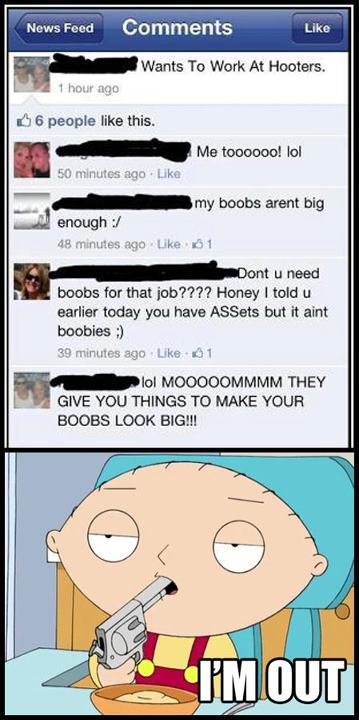 News Feed Comments Like
Wants To Work At Hooters.
1 hour ago
6 people like this.
Me toooooo! lol
50 minutes ago · Like
my boobs arent big
enough :/
48 minutes ago · Like · 1
Dont u need
boobs for that job???? Honey I told u
earlier today you have ASSets but it aint
boobies ;)
39 minutes ago · Like · 1
lol MOOOOOMMMM THEY
GIVE YOU THINGS TO MAKE YOUR
BOOBS LOOK BIG!!!
I'M OUT